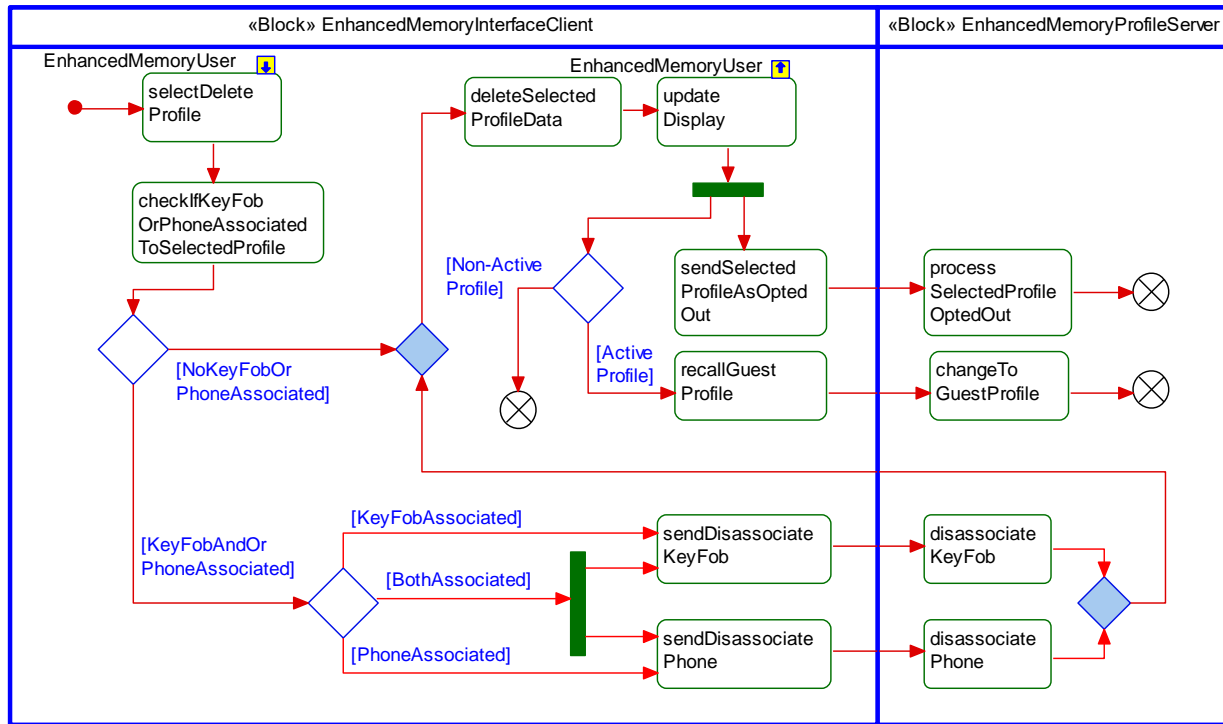 «Block» EnhancedMemoryInterfaceClient
«Block» EnhancedMemoryProfileServer
EnhancedMemoryUser
selectDelete
Profile
checkIfKeyFob
OrPhoneAssociated
ToSelectedProfile
deleteSelected
ProfileData
EnhancedMemoryUser
update
Display
[Non-Active
Profile]
sendSelected
ProfileAsOpted
Out
process
SelectedProfile
OptedOut
[NoKeyFobOr
PhoneAssociated]
[Active
Profile]
recallGuest
Profile
changeTo
GuestProfile
[KeyFobAndOr
PhoneAssociated]
[KeyFobAssociated]
[BothAssociated]
[PhoneAssociated]
sendDisassociate
KeyFob
disassociate
KeyFob
sendDisassociate
Phone
disassociate
Phone